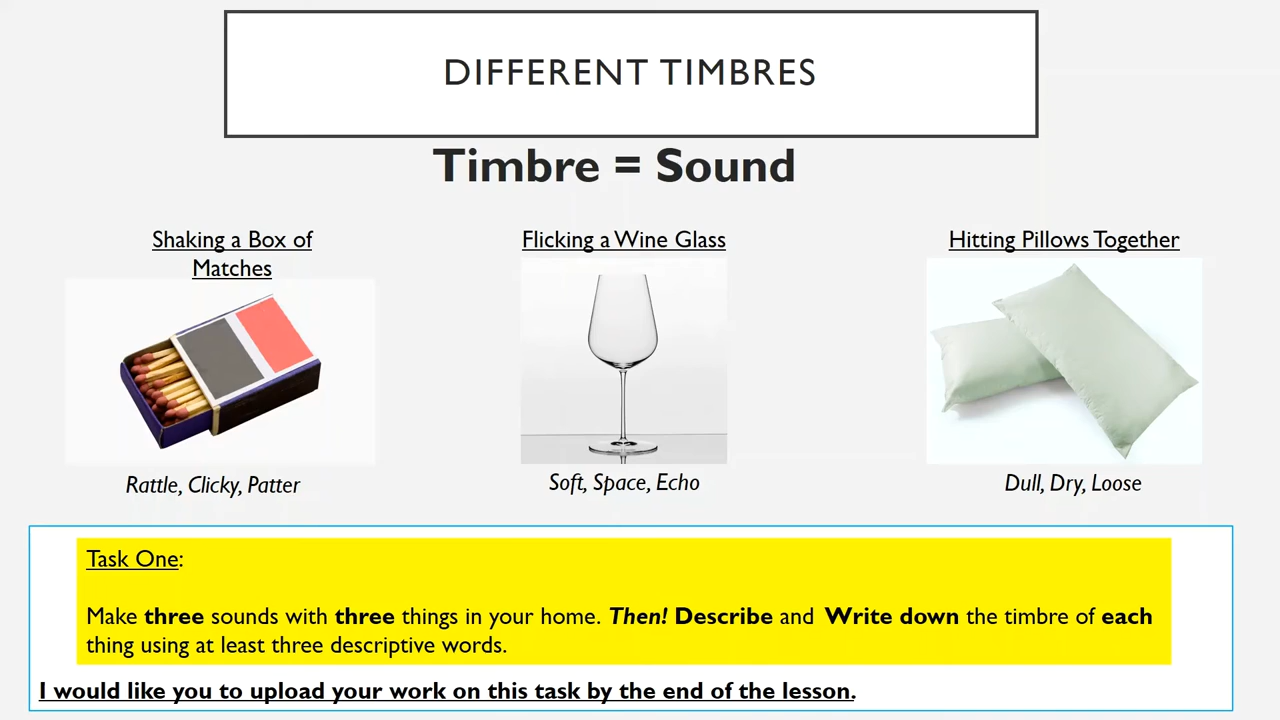 DIFFERENT TIMBRES
Timbre = Sound
Shaking a Box of
Matches
Rattle, Clicky, Patter
Flicking a Wine Glass
Soft, Space, Echo
Hitting Pillows Together
Dull, Dry, Loose
Task One:
Make three sounds with three things in your home. Then! Describe and Write down the timbre of each
thing using at least three descriptive words.
I would like you to upload your work on this task by the end of the lesson.